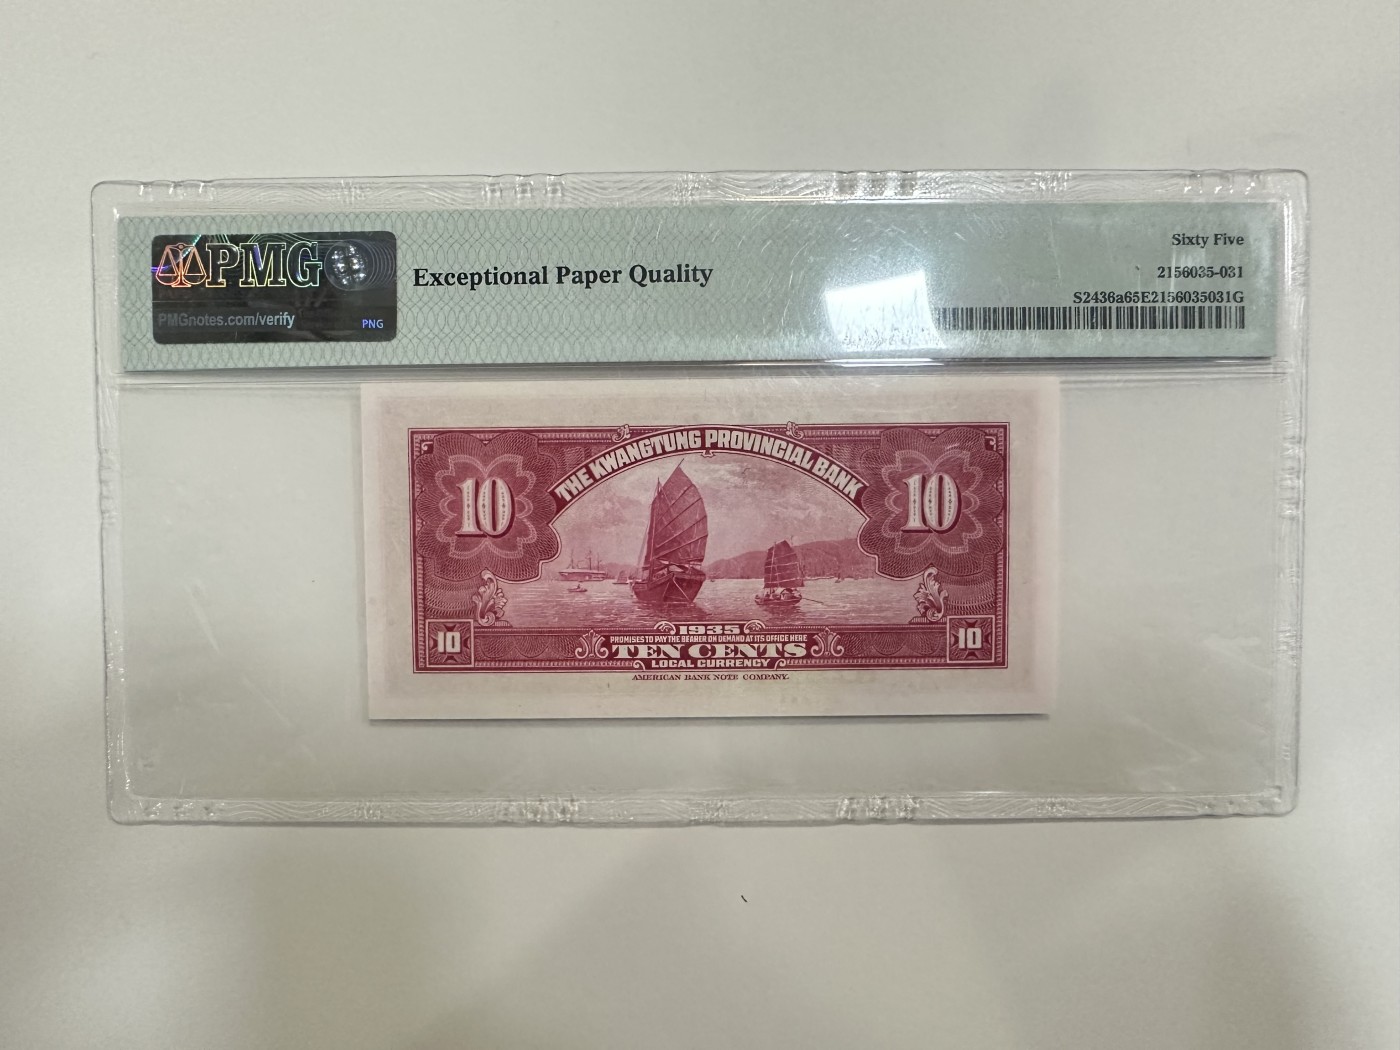 PMG
PMGnotes.com/verify
PNG
Exceptional Paper Quality
Sixty Five
2156035-031
S2436a65E2156035031G
THE KWANGTUNG PROVINCIAL BANK
10
10
1935
PROMISES TO PAY THE BEARER ON DEMAND AT ITS OFFICE HERE
10
TEN CENTS
10
LOCAL CURRENCY
AMERICAN BANK NOTE COMPANY.